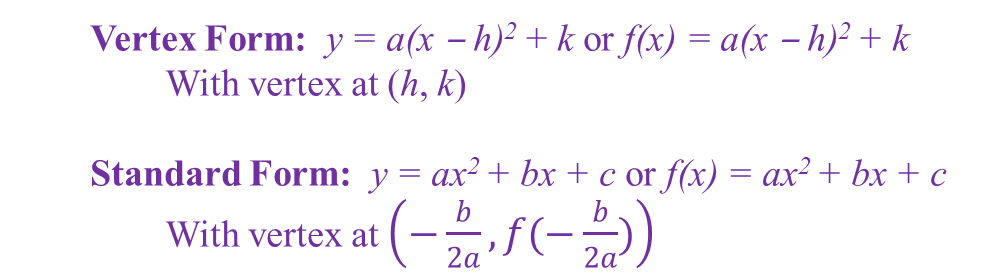 Vertex Form: y = a(x – h)² + k or f(x) = a(x – h)² + k
With vertex at (h, k)
Standard Form: y = ax² + bx + c or f(x) = ax² + bx + c
With vertex at (−b/2a, f(−b/2a))